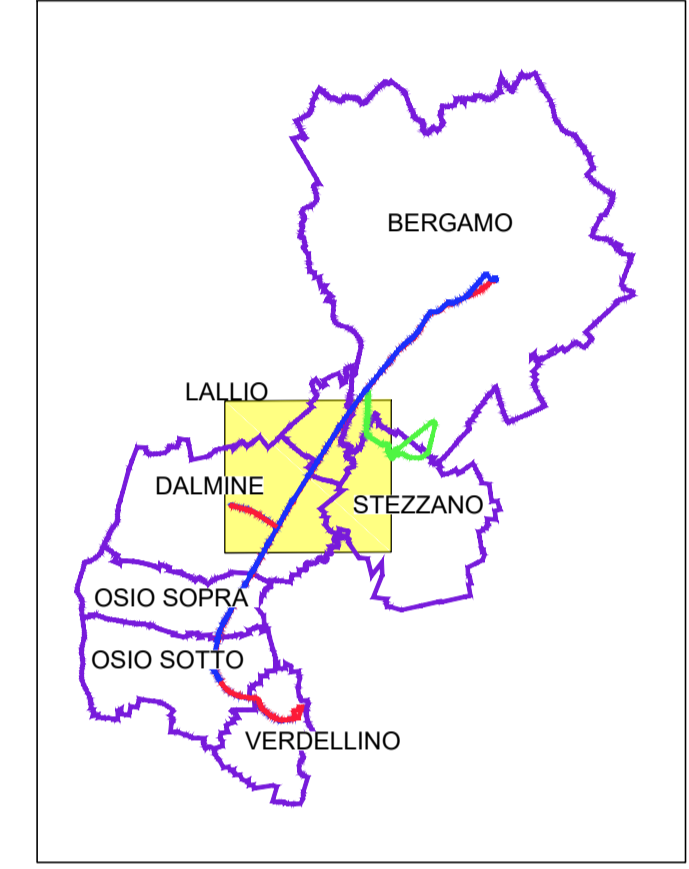 BERGAMO
LALLIO
DALMINE
STEZZANO
OSIO SOPRA
OSIO SOTTO
VERDELLINO